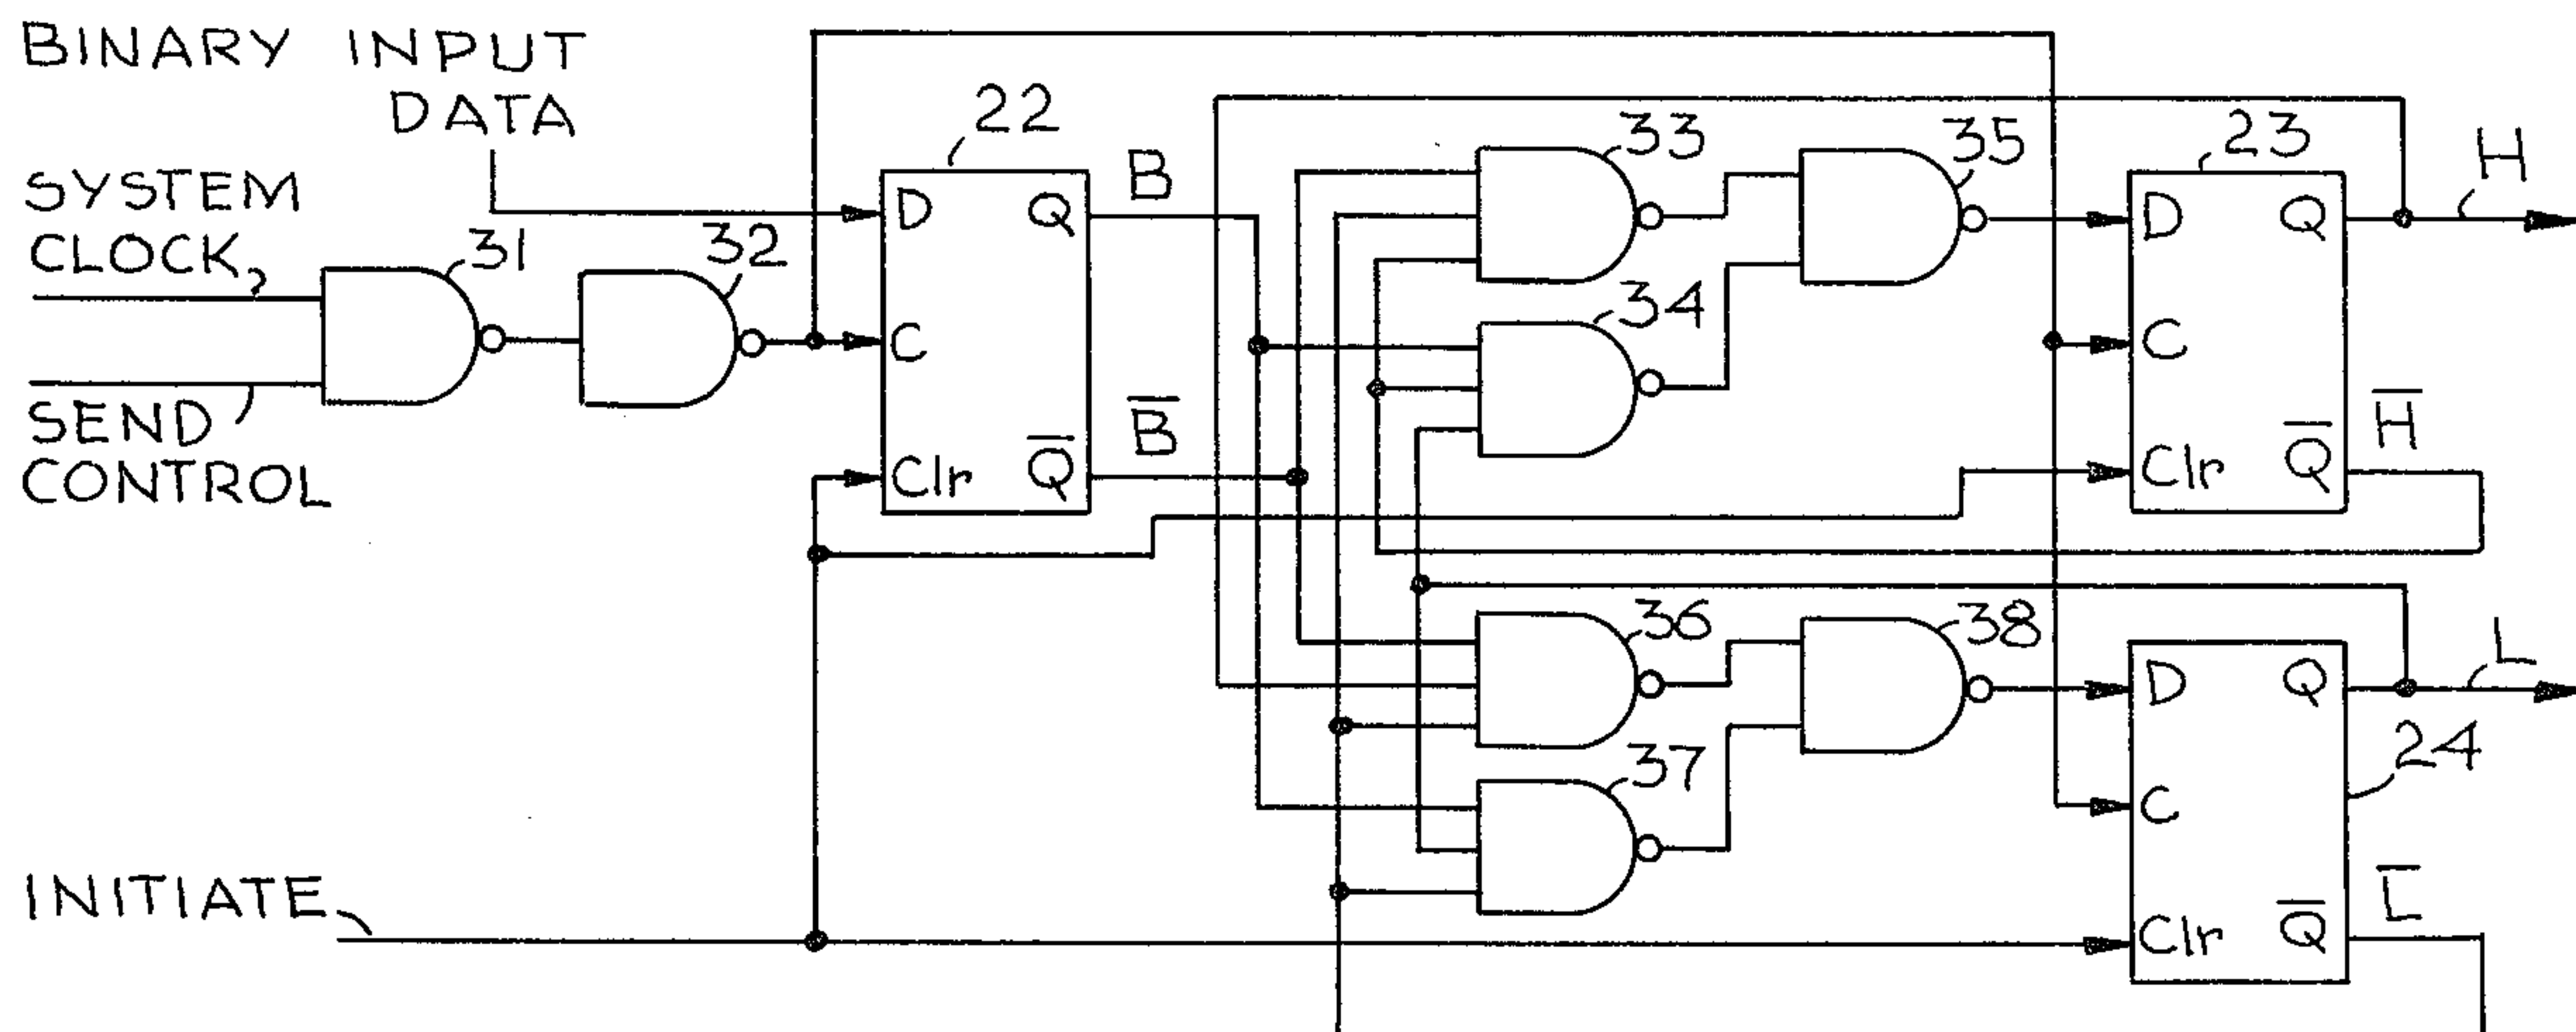 BINARY INPUT
DATA
SYSTEM
CLOCK
SEND
CONTROL
INITIATE
31
32
22
D
Q
C
Clr
Q̅
B
B̅
33
34
35
36
37
38
23
D
Q
C
Clr
Q̅
H
H̅
24
D
Q
C
Clr
Q̅
L
L̅